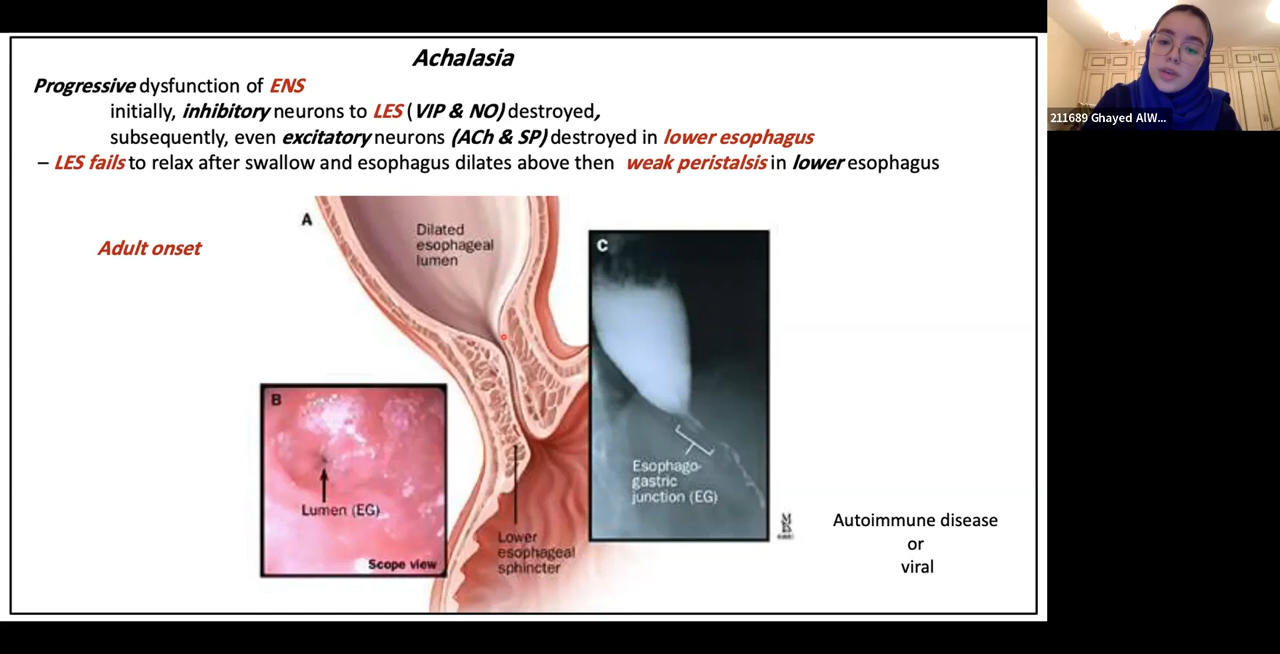 Achalasia
Progressive dysfunction of ENS
initially, inhibitory neurons to LES (VIP & NO) destroyed,
subsequently, even excitatory neurons (ACh & SP) destroyed in lower esophagus
– LES fails to relax after swallow and esophagus dilates above then weak peristalsis in lower esophagus
Adult onset
A
Dilated
esophageal
lumen
C
B
Lumen (EG)
Scope view
Lower
esophageal
sphincter
Esophago-
gastric
junction (EG)
Autoimmune disease
or
viral
211689 Ghayed AlW...